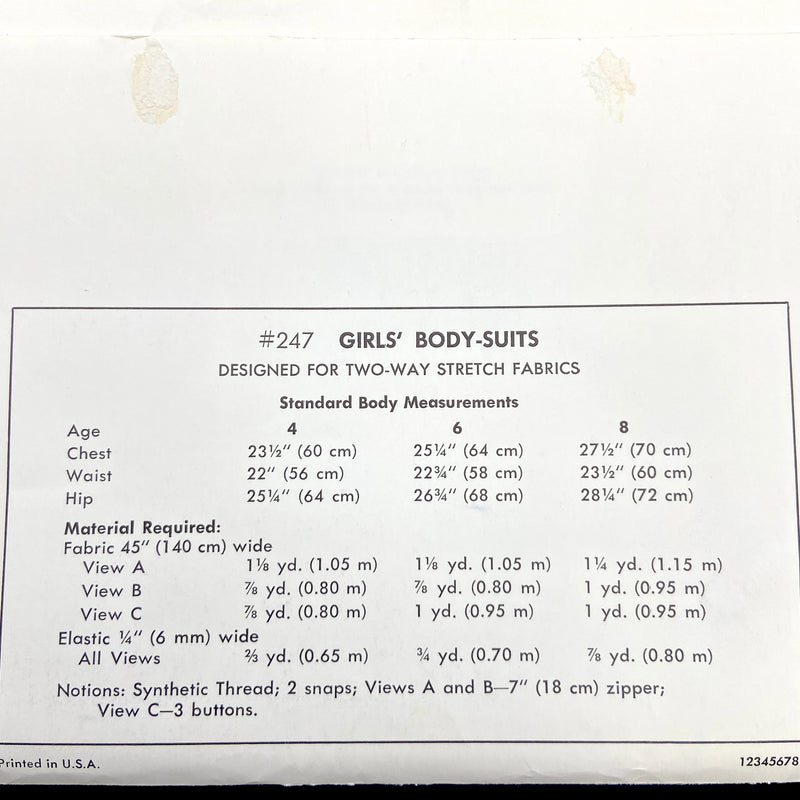 #247 GIRLS' BODY-SUITS
DESIGNED FOR TWO-WAY STRETCH FABRICS
Standard Body Measurements
Age 4 6 8
Chest 23½" (60 cm) 25¼" (64 cm) 27½" (70 cm)
Waist 22" (56 cm) 22¾" (58 cm) 23½" (60 cm)
Hip 25¼" (64 cm) 26¾" (68 cm) 28¼" (72 cm)
Material Required:
Fabric 45" (140 cm) wide
View A 1⅛ yd. (1.05 m) 1⅛ yd. (1.05 m) 1¼ yd. (1.15 m)
View B ⅞ yd. (0.80 m) ⅞ yd. (0.80 m) 1 yd. (0.95 m)
View C ⅞ yd. (0.80 m) 1 yd. (0.95 m) 1 yd. (0.95 m)
Elastic ¼" (6 mm) wide
All Views ⅔ yd. (0.65 m) ¾ yd. (0.70 m) ⅞ yd. (0.80 m)
Notions: Synthetic Thread; 2 snaps; Views A and B—7" (18 cm) zipper;
View C—3 buttons.
Printed in U.S.A. 12345678